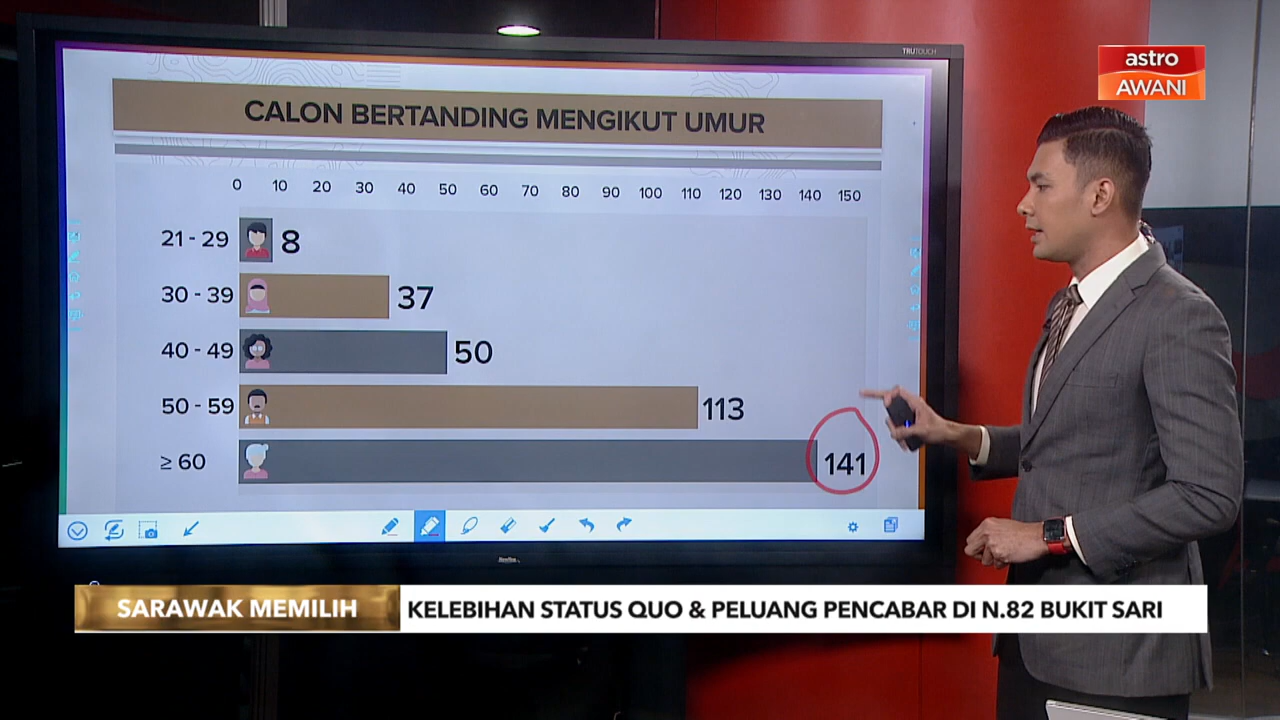 TRUTOUCH
astro
AWANI
CALON BERTANDING MENGIKUT UMUR
0 10 20 30 40 50 60 70 80 90 100 110 120 130 140 150
21 - 29 8
30 - 39 37
40 - 49 50
50 - 59 113
≥ 60 141
SARAWAK MEMILIH
KELEBIHAN STATUS QUO & PELUANG PENCABAR DI N.82 BUKIT SARI